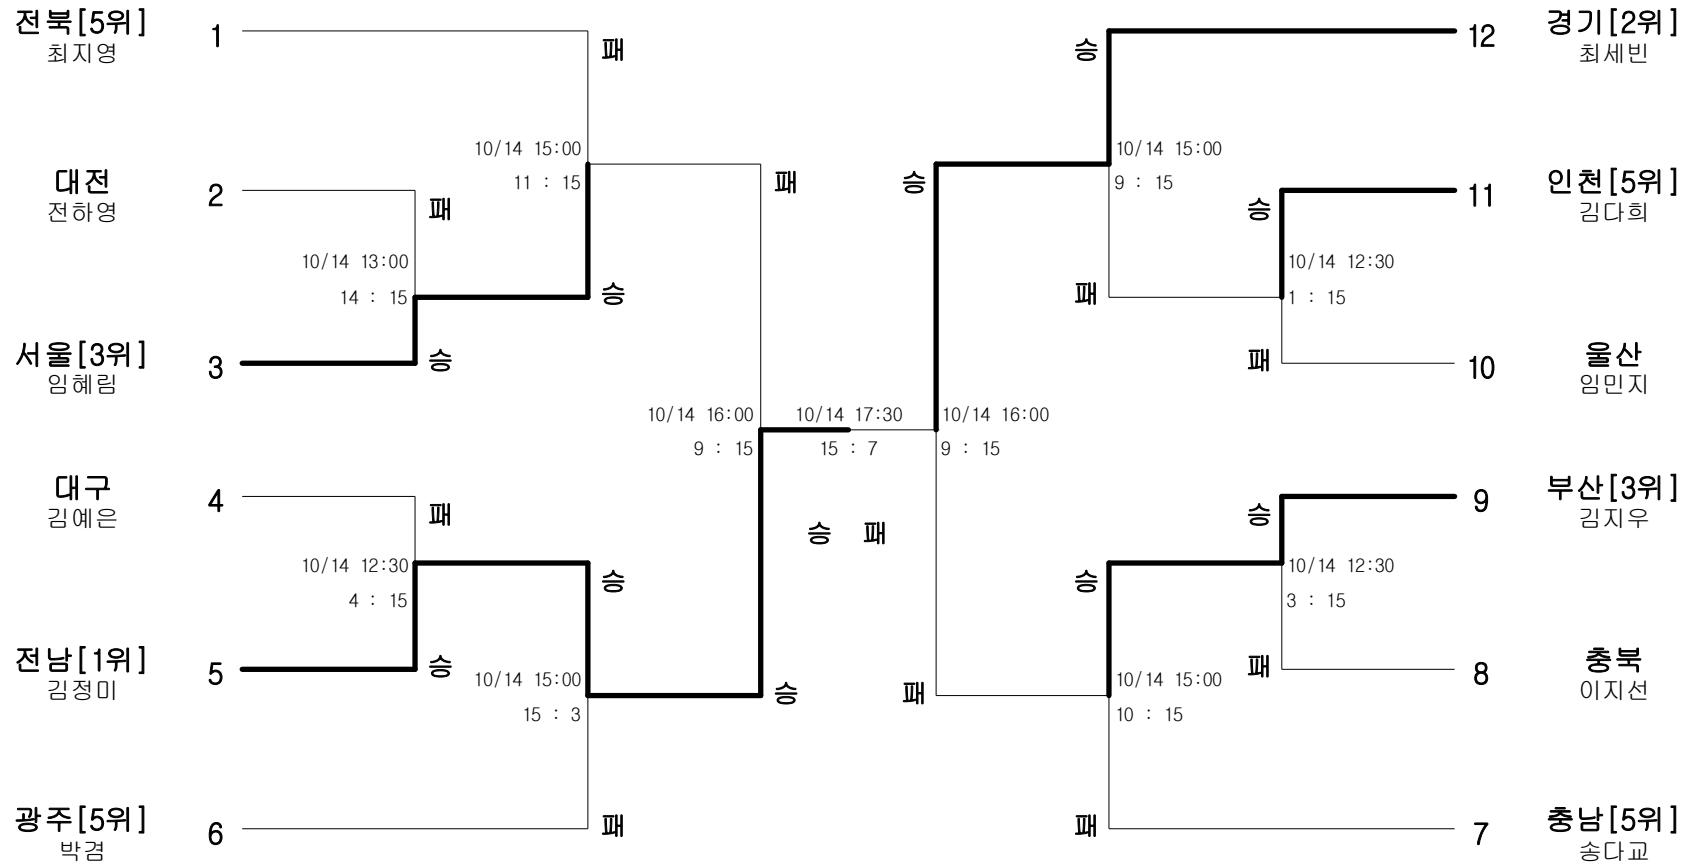 전북[5위]
최지영
1
패
10/14 15:00
11 : 15
대전
전하영
2
패
10/14 13:00
14 : 15
승
서울[3위]
임혜림
3
승
패
10/14 16:00
9 : 15
대구
김예은
4
패
10/14 12:30
4 : 15
승
전남[1위]
김정미
5
승
10/14 15:00
15 : 3
승
광주[5위]
박겸
6
패
10/14 17:30
15 : 7
승 패
승
12
경기[2위]
최세빈
10/14 15:00
9 : 15
승
승
11
인천[5위]
김다희
10/14 12:30
1 : 15
패
패
10
울산
임민지
10/14 16:00
9 : 15
승
9
부산[3위]
김지우
10/14 12:30
3 : 15
승
패
8
충북
이지선
패
10/14 15:00
10 : 15
패
7
충남[5위]
송다교